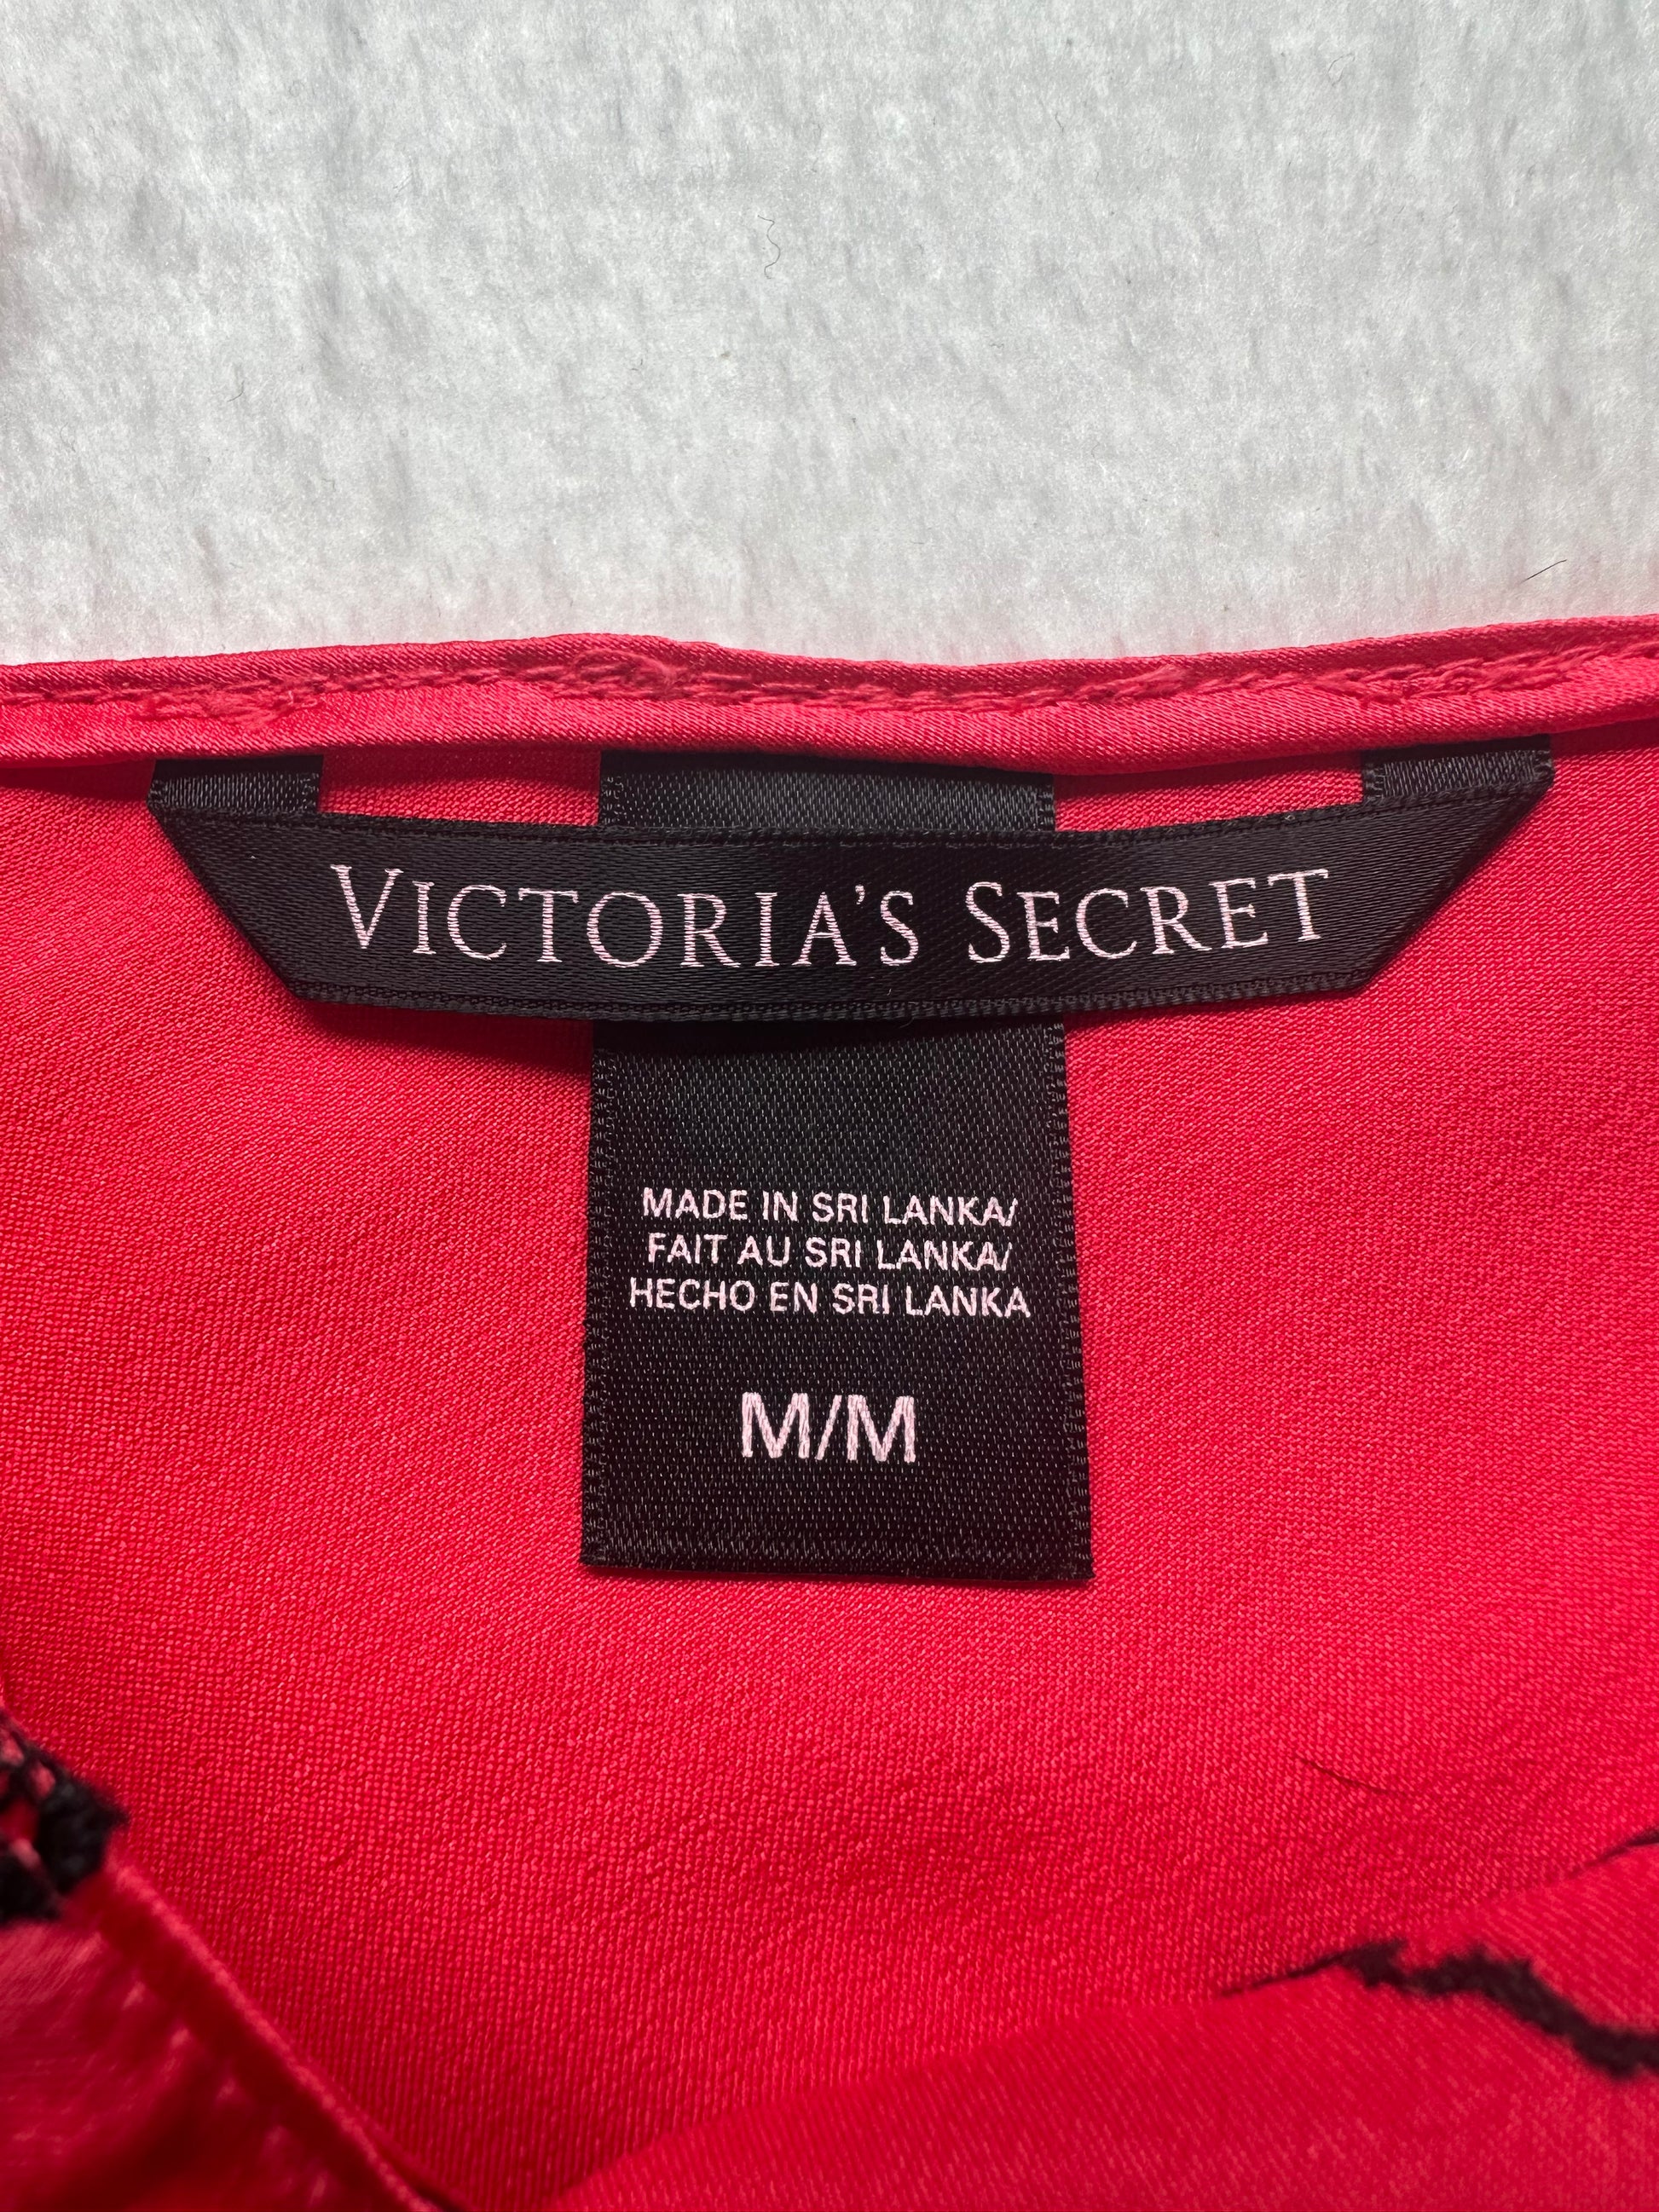 VICTORIA'S SECRET
MADE IN SRI LANKA/
FAIT AU SRI LANKA/
HECHO EN SRI LANKA
M/M